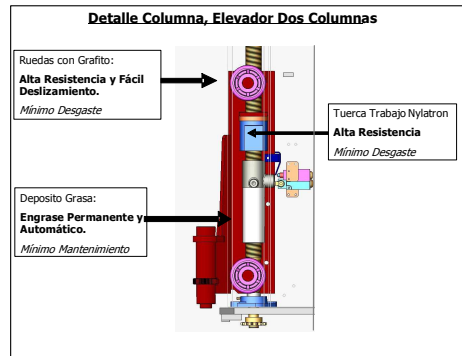 Detalle Columna, Elevador Dos Columnas
Ruedas con Grafito:
Alta Resistencia y Fácil
Deslizamiento.
Mínimo Desgaste
Tuerca Trabajo Nylatron
Alta Resistencia
Mínimo Desgaste
Deposito Grasa:
Engrase Permanente y
Automático.
Mínimo Mantenimiento